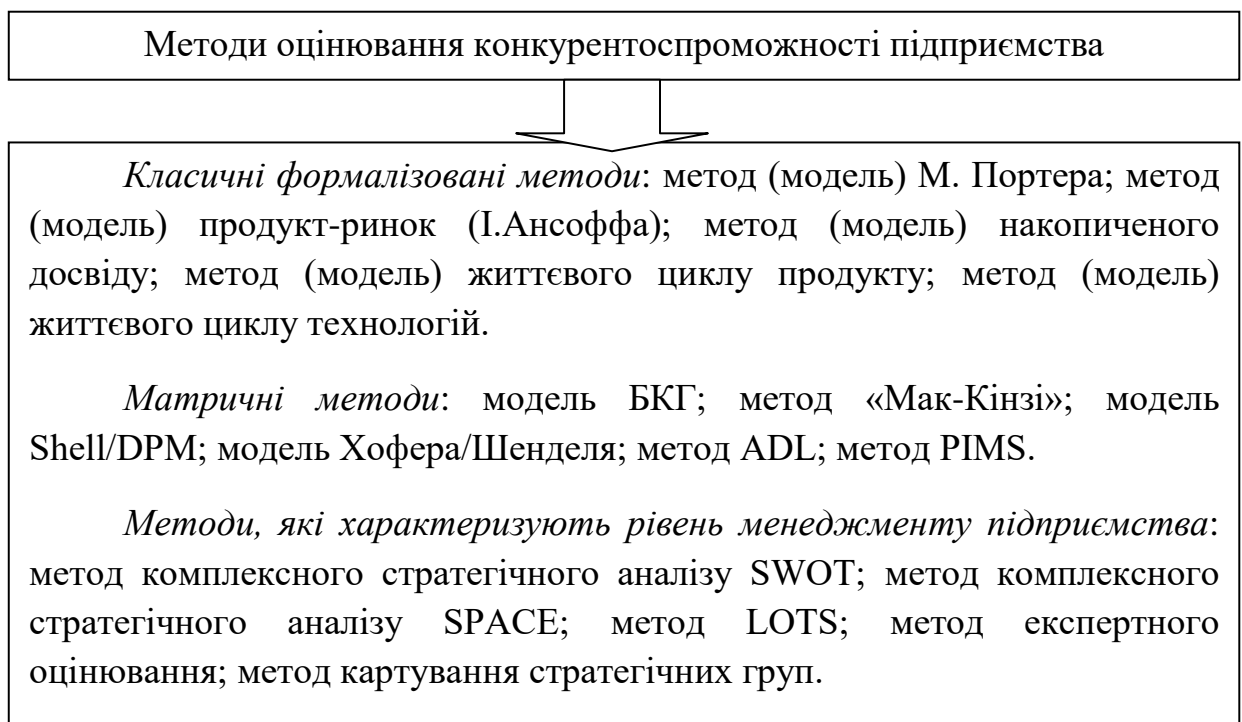 Методи оцінювання конкурентоспроможності підприємства
Класичні формалізовані методи: метод (модель) М. Портера; метод
(модель) продукт-ринок (І.Ансоффа); метод (модель) накопиченого
досвіду; метод (модель) життєвого циклу продукту; метод (модель)
життєвого циклу технологій.
Матричні методи: модель БКГ; метод «Мак-Кінзі»; модель
Shell/DPM; модель Хофера/Шенделя; метод ADL; метод PIMS.
Методи, які характеризують рівень менеджменту підприємства:
метод комплексного стратегічного аналізу SWOT; метод комплексного
стратегічного аналізу SPACE; метод LOTS; метод експертного
оцінювання; метод картування стратегічних груп.